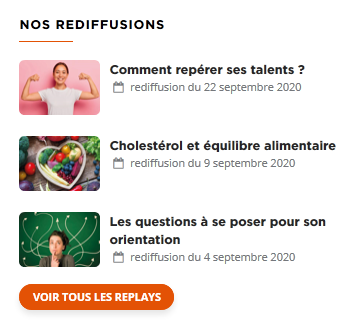 NOS REDIFFUSIONS
Comment repérer ses talents ?
rediffusion du 22 septembre 2020
Cholestérol et équilibre alimentaire
rediffusion du 9 septembre 2020
Les questions à se poser pour son
orientation
rediffusion du 4 septembre 2020
VOIR TOUS LES REPLAYS